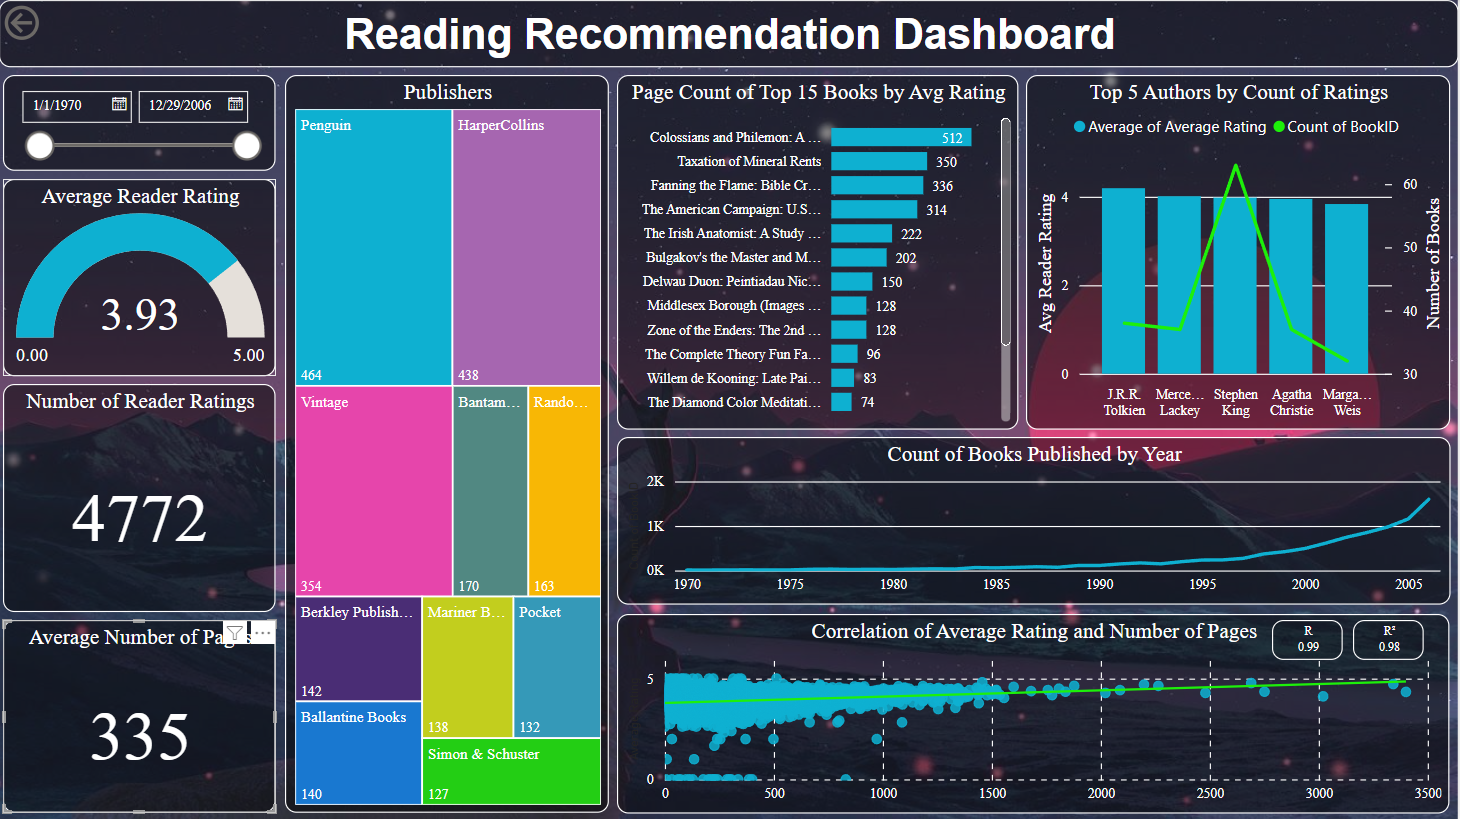 Reading Recommendation Dashboard
1/1/1970
12/29/2006
Average Reader Rating
3.93
0.00
5.00
Number of Reader Ratings
4772
Average Number of Pages
335
Publishers
Penguin
464
HarperCollins
438
Vintage
354
Bantam…
170
Rando…
163
Berkley Publish…
142
Mariner B…
138
Pocket
132
Ballantine Books
140
Simon & Schuster
127
Page Count of Top 15 Books by Avg Rating
Colossians and Philemon: A … 512
Taxation of Mineral Rents 350
Fanning the Flame: Bible Cr… 336
The American Campaign: U.S… 314
The Irish Anatomist: A Study … 222
Bulgakov's the Master and M… 202
Delwau Duon: Peintiadau Nic… 150
Middlesex Borough (Images … 128
Zone of the Enders: The 2nd … 128
The Complete Theory Fun Fa… 96
Willem de Kooning: Late Pai… 83
The Diamond Color Meditati… 74
Top 5 Authors by Count of Ratings
Average of Average Rating
Count of BookID
Avg Reader Rating
4
2
0
60
50
40
30
Number of Books
J.R.R. Tolkien
Merce… Lackey
Stephen King
Agatha Christie
Marga… Weis
Count of Books Published by Year
2K
1K
0K
1970 1975 1980 1985 1990 1995 2000 2005
Correlation of Average Rating and Number of Pages
R
0.99
R²
0.98
5
0
0 500 1000 1500 2000 2500 3000 3500